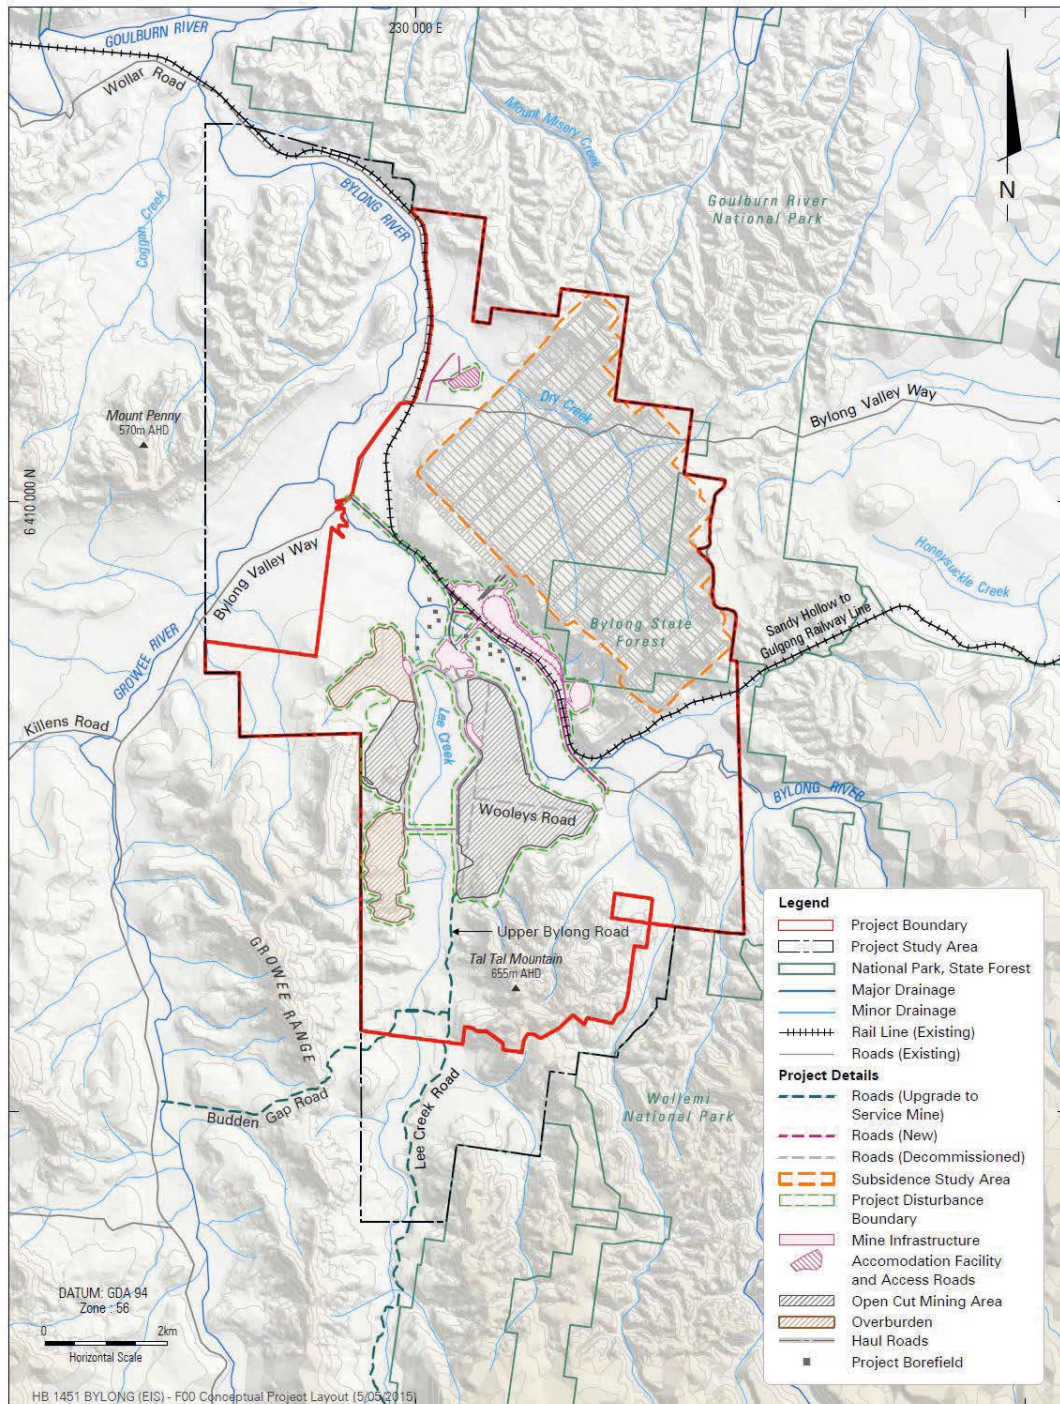 230 000 E
GOULBURN RIVER
Wollar Road
Mount Misery Creek
N
Goulburn River
National Park
BYLONG RIVER
Coggan Creek
Mount Penny
570m AHD
Dry Creek
Bylong Valley Way
6 410 000 N
Bylong Valley Way
Honeysuckle Creek
Sandy Hollow to
Gulgong Railway Line
Bylong State
Forest
GROWEE RIVER
Killens Road
Lee Creek
BYLONG RIVER
Wooleys Road
Upper Bylong Road
Tal Tal Mountain
655m AHD
GROWEE RANGE
Budden Gap Road
Lee Creek Road
Wollemi
National Park
Legend
Project Boundary
Project Study Area
National Park, State Forest
Major Drainage
Minor Drainage
Rail Line (Existing)
Roads (Existing)
Project Details
Roads (Upgrade to
Service Mine)
Roads (New)
Roads (Decommissioned)
Subsidence Study Area
Project Disturbance
Boundary
Mine Infrastructure
Accomodation Facility
and Access Roads
Open Cut Mining Area
Overburden
Haul Roads
Project Borefield
DATUM: GDA 94
Zone : 56
0 2km
Horizontal Scale
HB 1451 BYLONG (EIS) - F00 Conceptual Project Layout (5/05/2015)